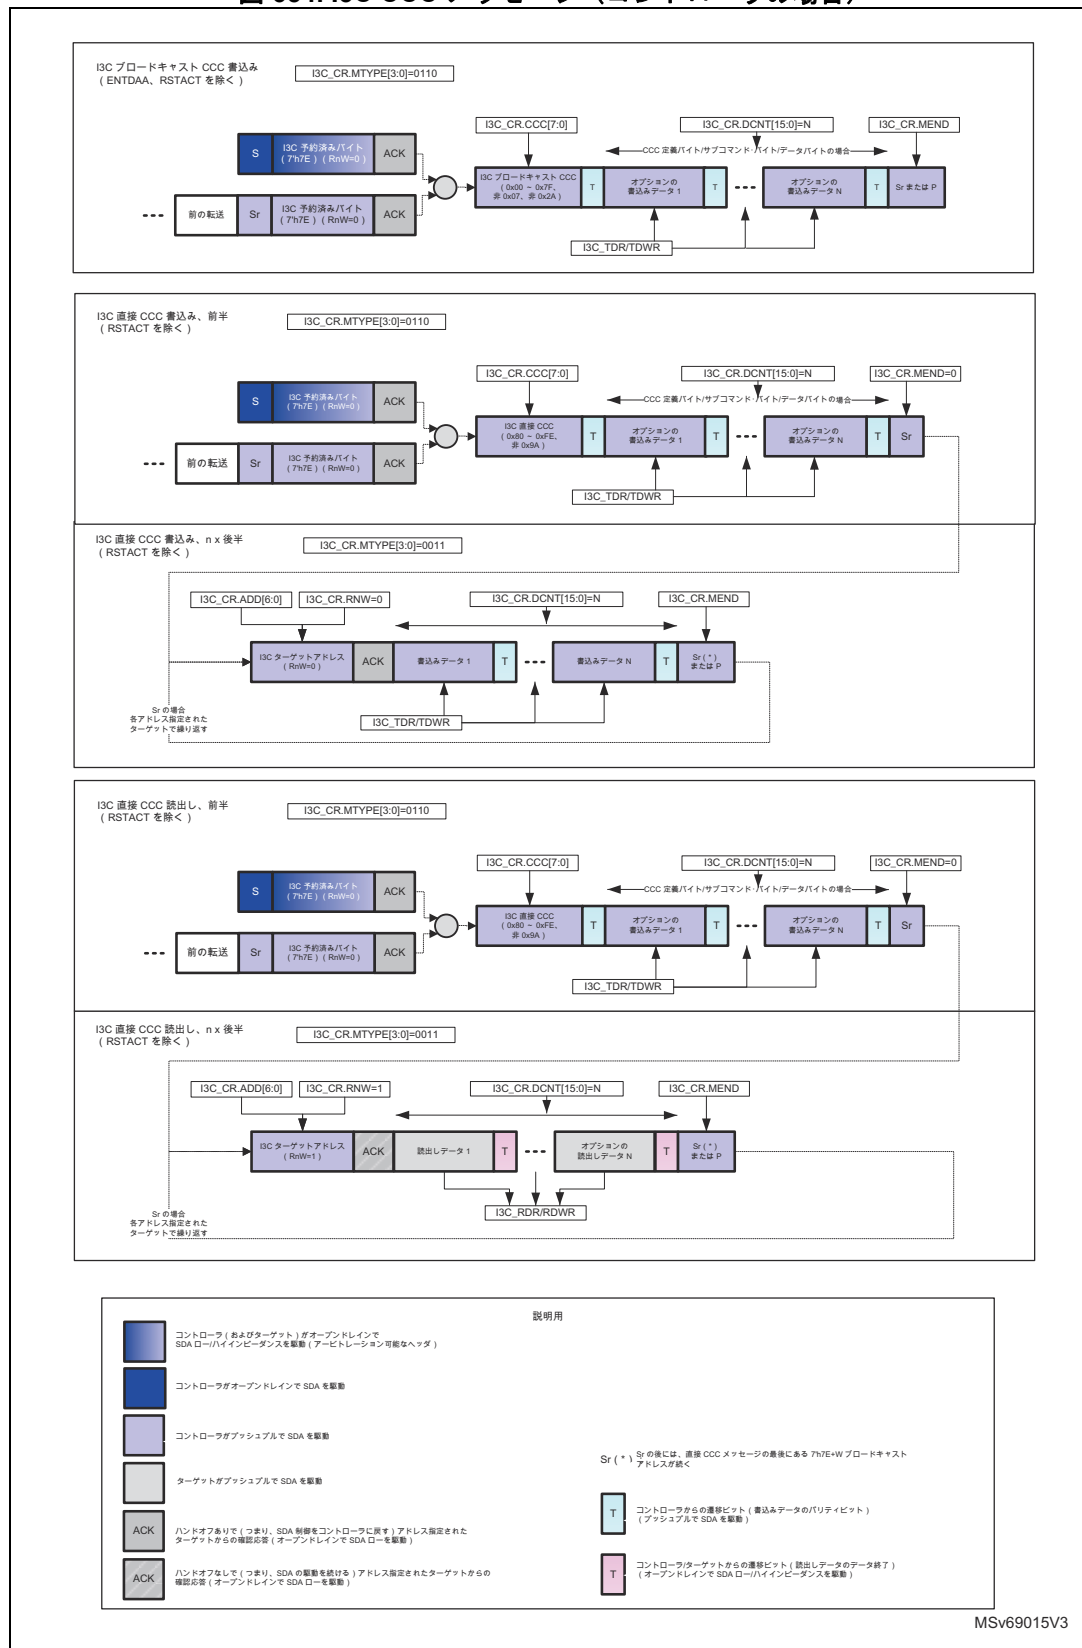 I3C ブロードキャスト CCC 書込み
( ENTDAA、RSTACT を除く )
I3C_CR.MTYPE[3:0]=0110
I3C_CR.CCC[7:0]
I3C_CR.DCNT[15:0]=N
I3C_CR.MEND
CCC 定義バイト/サブコマンド・バイト/データバイトの場合
S
I3C 予約済みバイト
( 7'h7E ) ( RnW=0 )
ACK
前の転送
Sr
I3C 予約済みバイト
( 7'h7E ) ( RnW=0 )
ACK
I3C ブロードキャスト CCC
( 0x00 ~ 0x7F、
非 0x07、非 0x2A )
T
オプションの
書込みデータ 1
T
オプションの
書込みデータ N
T
Sr または P
I3C_TDR/TDWR
I3C 直接 CCC 書込み、前半
( RSTACT を除く )
I3C_CR.MTYPE[3:0]=0110
I3C_CR.CCC[7:0]
I3C_CR.DCNT[15:0]=N
I3C_CR.MEND=0
CCC 定義バイト/サブコマンド・バイト/データバイトの場合
S
I3C 予約済みバイト
( 7'h7E ) ( RnW=0 )
ACK
前の転送
Sr
I3C 予約済みバイト
( 7'h7E ) ( RnW=0 )
ACK
I3C 直接 CCC
( 0x80 ~ 0xFE、
非 0x9A )
T
オプションの
書込みデータ 1
T
オプションの
書込みデータ N
T
Sr
I3C_TDR/TDWR
I3C 直接 CCC 書込み、n x 後半
( RSTACT を除く )
I3C_CR.MTYPE[3:0]=0011
I3C_CR.ADD[6:0]
I3C_CR.RNW=0
I3C_CR.DCNT[15:0]=N
I3C_CR.MEND
I3C ターゲットアドレス
( RnW=0 )
ACK
書込みデータ 1
T
書込みデータ N
T
Sr ( * )
または P
Sr の場合
各アドレス指定された
ターゲットで繰り返す
I3C_TDR/TDWR
I3C 直接 CCC 読出し、前半
( RSTACT を除く )
I3C_CR.MTYPE[3:0]=0110
I3C_CR.CCC[7:0]
I3C_CR.DCNT[15:0]=N
I3C_CR.MEND=0
CCC 定義バイト/サブコマンド・バイト/データバイトの場合
S
I3C 予約済みバイト
( 7'h7E ) ( RnW=0 )
ACK
前の転送
Sr
I3C 予約済みバイト
( 7'h7E ) ( RnW=0 )
ACK
I3C 直接 CCC
( 0x80 ~ 0xFE、
非 0x9A )
T
オプションの
書込みデータ 1
T
オプションの
書込みデータ N
T
Sr
I3C_TDR/TDWR
I3C 直接 CCC 読出し、n x 後半
( RSTACT を除く )
I3C_CR.MTYPE[3:0]=0011
I3C_CR.ADD[6:0]
I3C_CR.RNW=1
I3C_CR.DCNT[15:0]=N
I3C_CR.MEND
I3C ターゲットアドレス
( RnW=1 )
ACK
読出しデータ 1
T
オプションの
読出しデータ N
T
Sr ( * )
または P
I3C_RDR/RDWR
Sr の場合
各アドレス指定された
ターゲットで繰り返す
説明用
コントローラ ( およびターゲット ) がオープンドレインで
SDA ロー/ハイインピーダンスを駆動 ( アービトレーション可能なヘッダ )
コントローラがオープンドレインで SDA を駆動
コントローラがプッシュプルで SDA を駆動
ターゲットがプッシュプルで SDA を駆動
ACK
ハンドオフありで ( つまり、SDA 制御をコントローラに戻す ) アドレス指定された
ターゲットからの確認応答 ( オープンドレインで SDA ローを駆動 )
ACK
ハンドオフなしで ( つまり、SDA の駆動を続ける ) アドレス指定されたターゲットからの
確認応答 ( オープンドレインで SDA ローを駆動 )
Sr ( * )
Sr の後には、直接 CCC メッセージの最後にある 7'h7E+W ブロードキャスト
アドレスが続く
T
コントローラからの遷移ビット ( 書込みデータのパリティビット )
( プッシュプルで SDA を駆動 )
T
コントローラ/ターゲットからの遷移ビット ( 読出しデータのデータ終了 )
( オープンドレインで SDA ロー/ハイインピーダンスを駆動 )
MSv69015V3